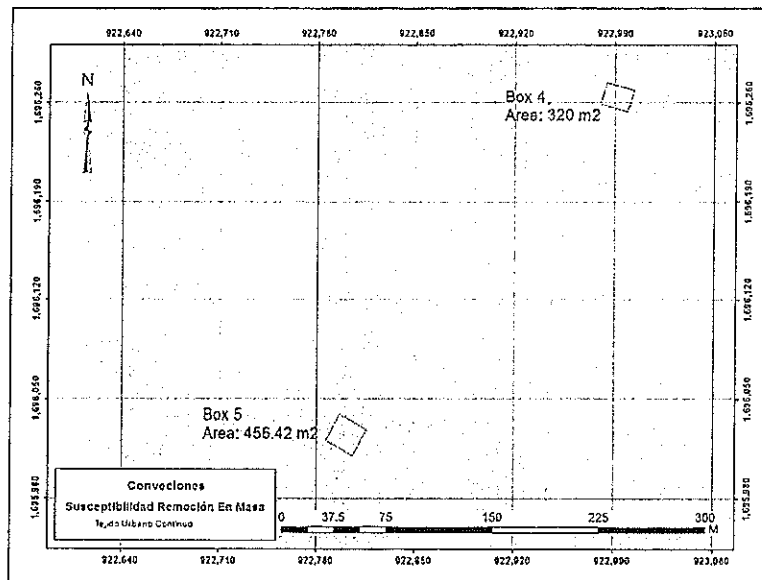 922,640 922,710 922,780 922,850 922,920 922,990 923,060
N
Box 4
Area: 320 m2
1,696,260 1,696,260
1,696,190 1,696,190
1,696,120 1,696,120
1,696,050 1,696,050
Box 5
Area: 456.42 m2
Conveciones
Susceptibilidad Remoción En Masa
Tejido Urbano Continuo
1,695,980 1,695,980
0 37.5 75 150 225 300
M
922,640 922,710 922,780 922,850 922,920 922,990 923,060